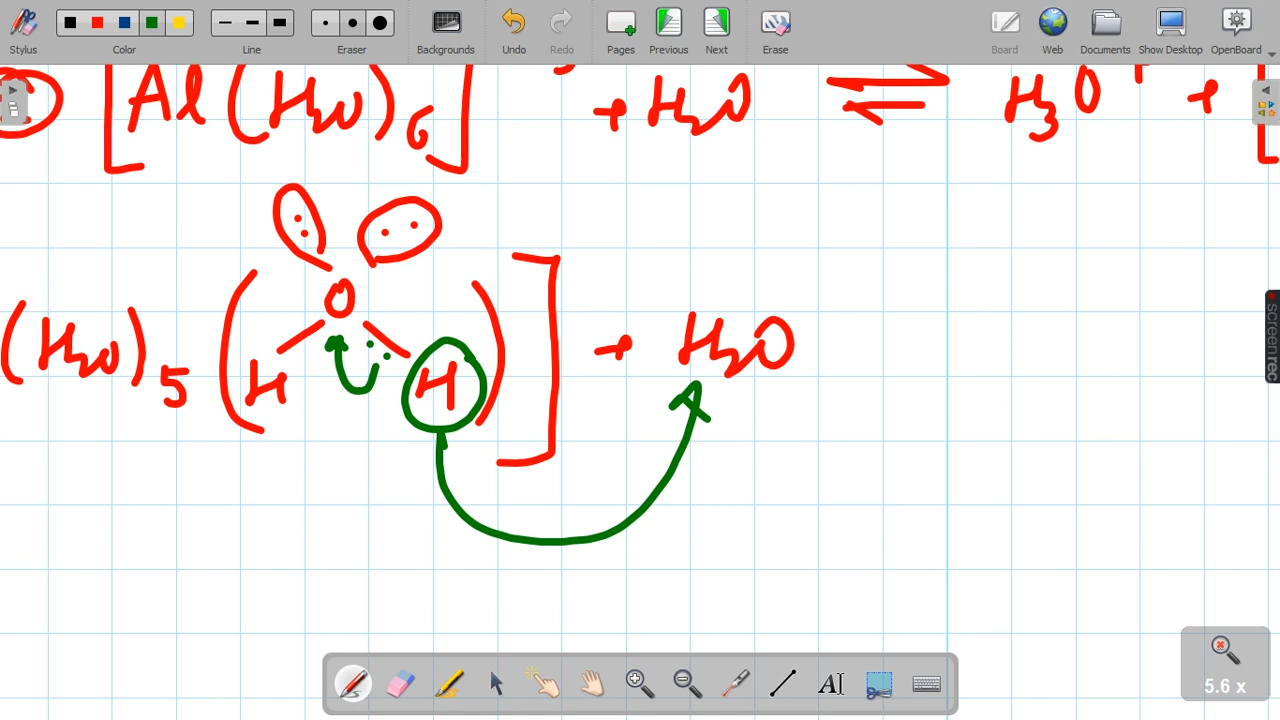 Stylus Color Line Eraser Backgrounds Undo Redo Pages Previous Next Erase Board Web Documents Show Desktop OpenBoard
[Al(H2O)6] + H2O ⇌ H3O+ + [
(H2O)5 (
O
H H
)] + H2O
screenrec
5.6 x